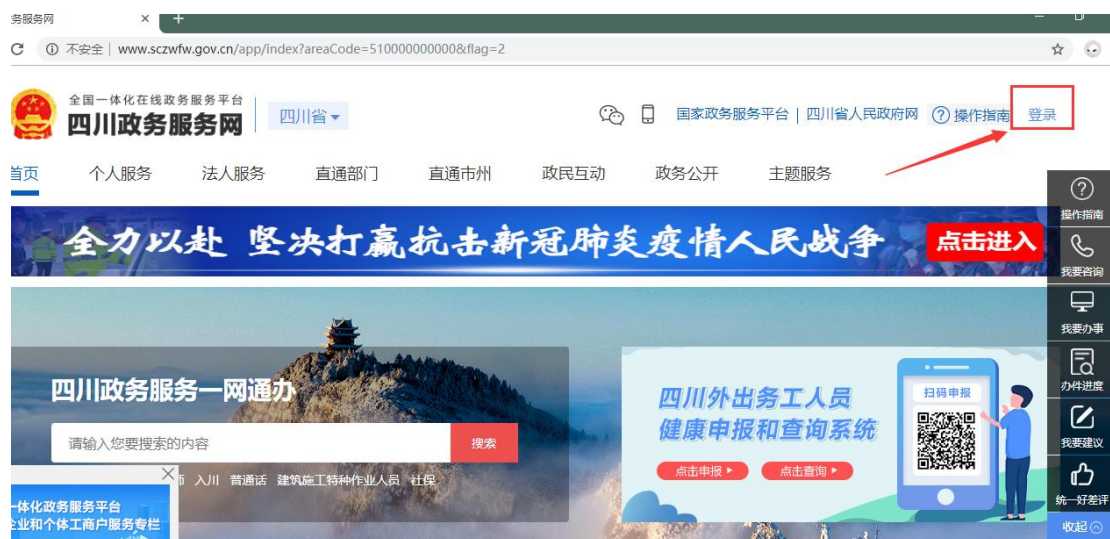 务服务网 × +
不安全 | www.sczwfw.gov.cn/app/index?areaCode=510000000000&flag=2
全国一体化在线政务服务平台
四川政务服务网
四川省
国家政务服务平台 | 四川省人民政府网 ? 操作指南 登录
首页 个人服务 法人服务 直通部门 直通市州 政民互动 政务公开 主题服务
全力以赴 坚决打赢抗击新冠肺炎疫情人民战争 点击进入
四川政务服务一网通办
请输入您要搜索的内容 搜索
入川 普通话 建筑施工特种作业人员 社保
一体化政务服务平台
企业和个体工商户服务专栏
四川外出务工人员
健康申报和查询系统
点击申报 点击查询
扫码申报
操作指南
我要咨询
我要办事
办件进度
我要建议
统一好差评
收起